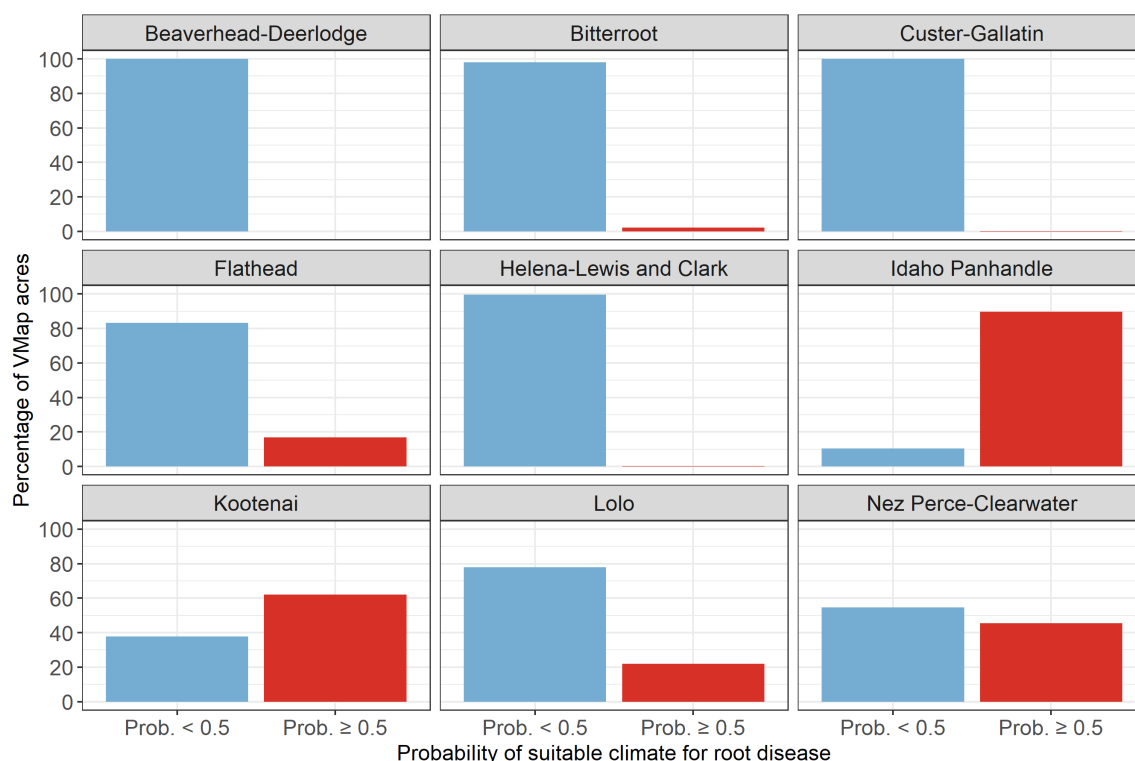 Beaverhead-Deerlodge
Bitterroot
Custer-Gallatin
100
80
60
40
20
0
Flathead
Helena-Lewis and Clark
Idaho Panhandle
100
80
60
40
20
0
Kootenai
Lolo
Nez Perce-Clearwater
100
80
60
40
20
0
Percentage of VMap acres
Prob. < 0.5
Prob. ≥ 0.5
Prob. < 0.5
Prob. ≥ 0.5
Prob. < 0.5
Prob. ≥ 0.5
Probability of suitable climate for root disease